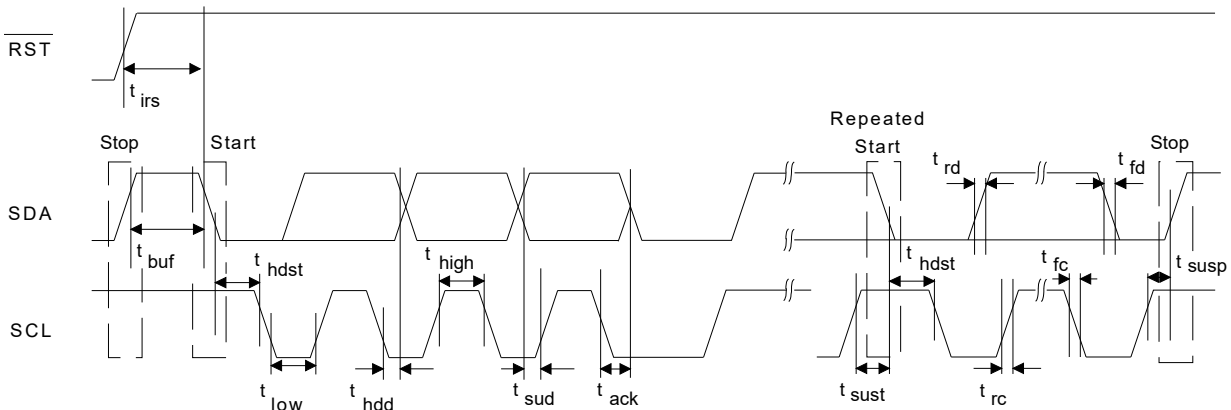 RST
t irs
Stop
Start
Repeated
Start
Stop
SDA
t buf
t hdst
t high
t rd
t fd
t hdst
t fc
t susp
SCL
t low
t hdd
t sud
t ack
t sust
t rc